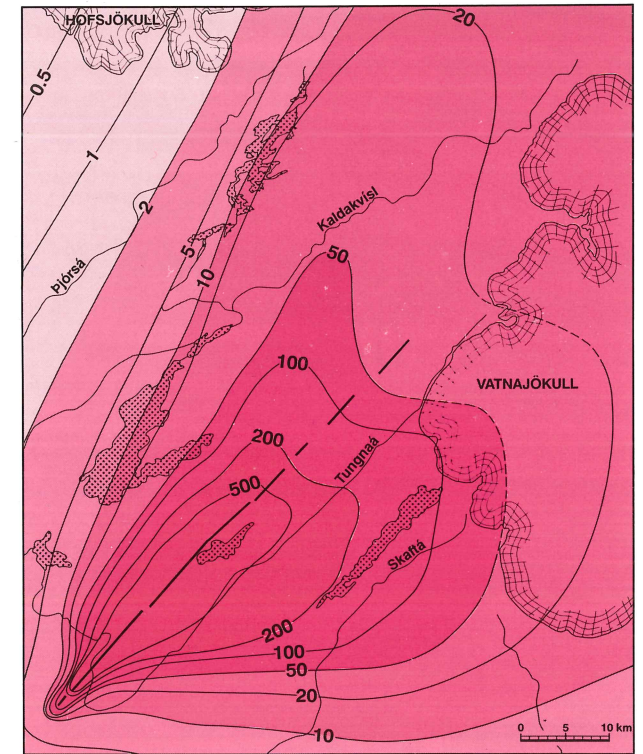 HOFSJÖKULL
20
0.5
1
2
Kaldakvísl
5
50
Þjórsá
10
100
VATNAJÖKULL
200
Tungnaá
500
Skaftá
200
100
50
20
0 5 10 km
10